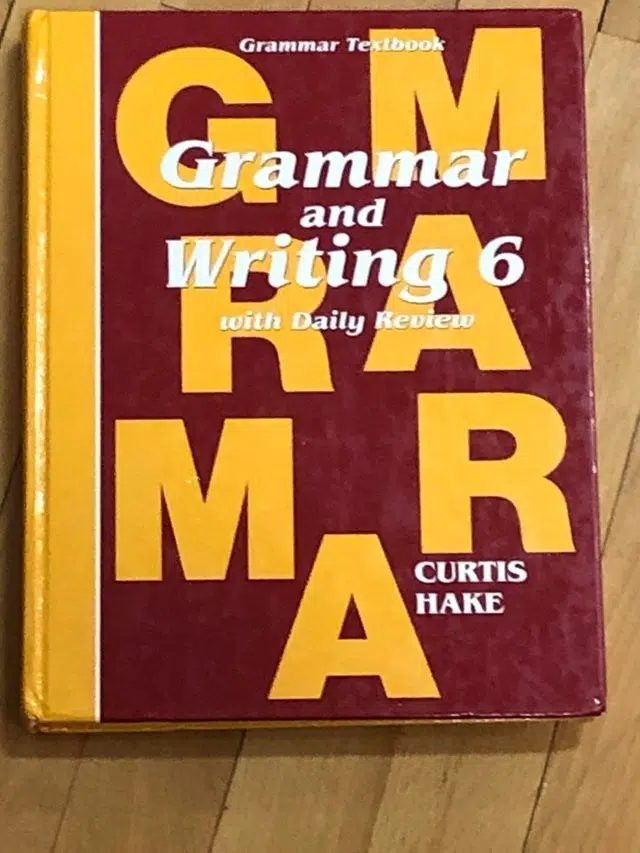 Grammar Textbook
G M
Grammar
and
Writing 6
with Daily Review
R A
M R
A
CURTIS
HAKE